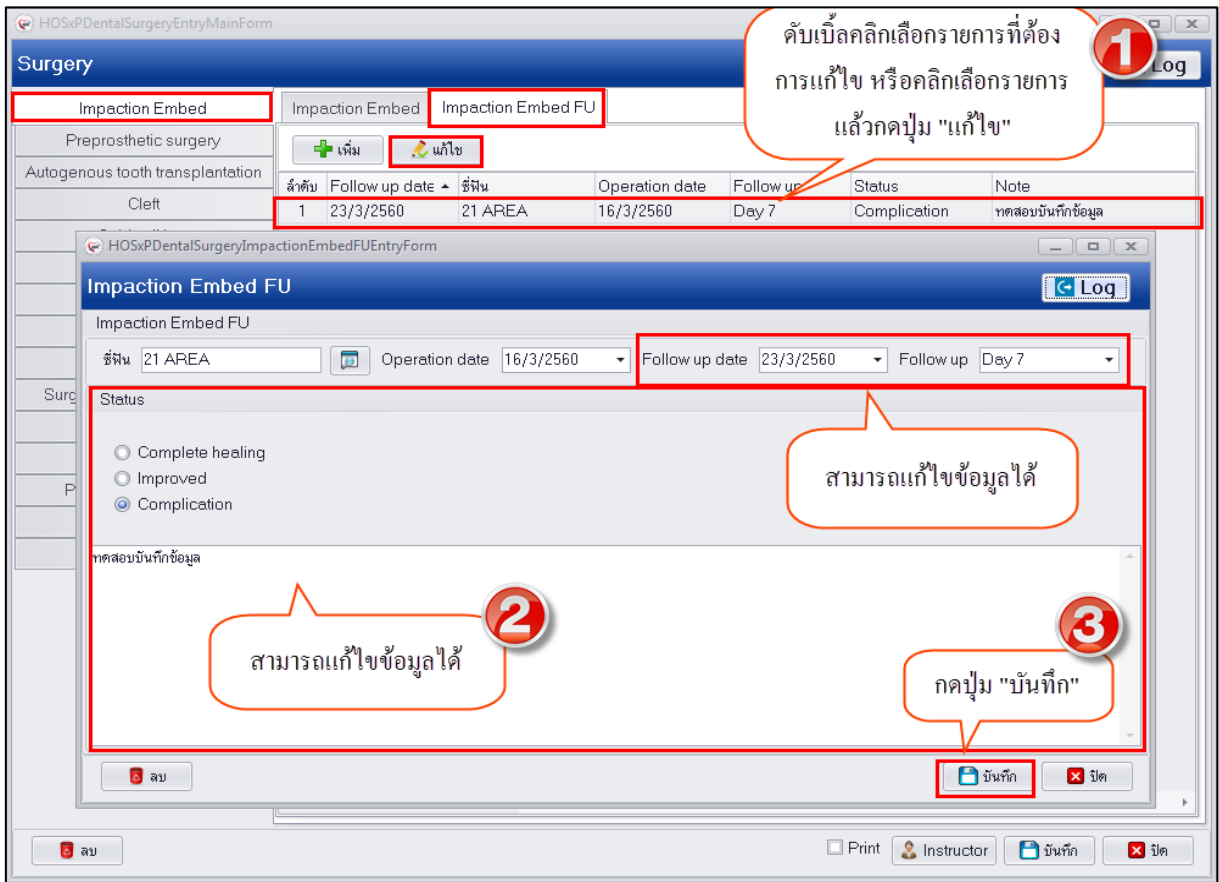 HOSxPDentalSurgeryEntryMainForm
Surgery
Log
ดับเบิ้ลคลิกเลือกรายการที่ต้อง
การแก้ไข หรือคลิกเลือกรายการ
แล้วกดปุ่ม "แก้ไข"
1
Impaction Embed
Preprosthetic surgery
Autogenous tooth transplantation
Cleft
Surg
P
Impaction Embed
Impaction Embed FU
เพิ่ม
แก้ไข
ลำดับ Follow up date ซี่ฟัน Operation date Follow up Status Note
1 23/3/2560 21 AREA 16/3/2560 Day 7 Complication ทดสอบบันทึกข้อมูล
HOSxPDentalSurgeryImpactionEmbedFUEntryForm
Impaction Embed FU
Log
Impaction Embed FU
ซี่ฟัน 21 AREA Operation date 16/3/2560 Follow up date 23/3/2560 Follow up Day 7
Status
Complete healing
Improved
Complication
สามารถแก้ไขข้อมูลได้
ทดสอบบันทึกข้อมูล
2
สามารถแก้ไขข้อมูลได้
3
กดปุ่ม "บันทึก"
ลบ
บันทึก
ปิด
ลบ
Print
Instructor
บันทึก
ปิด